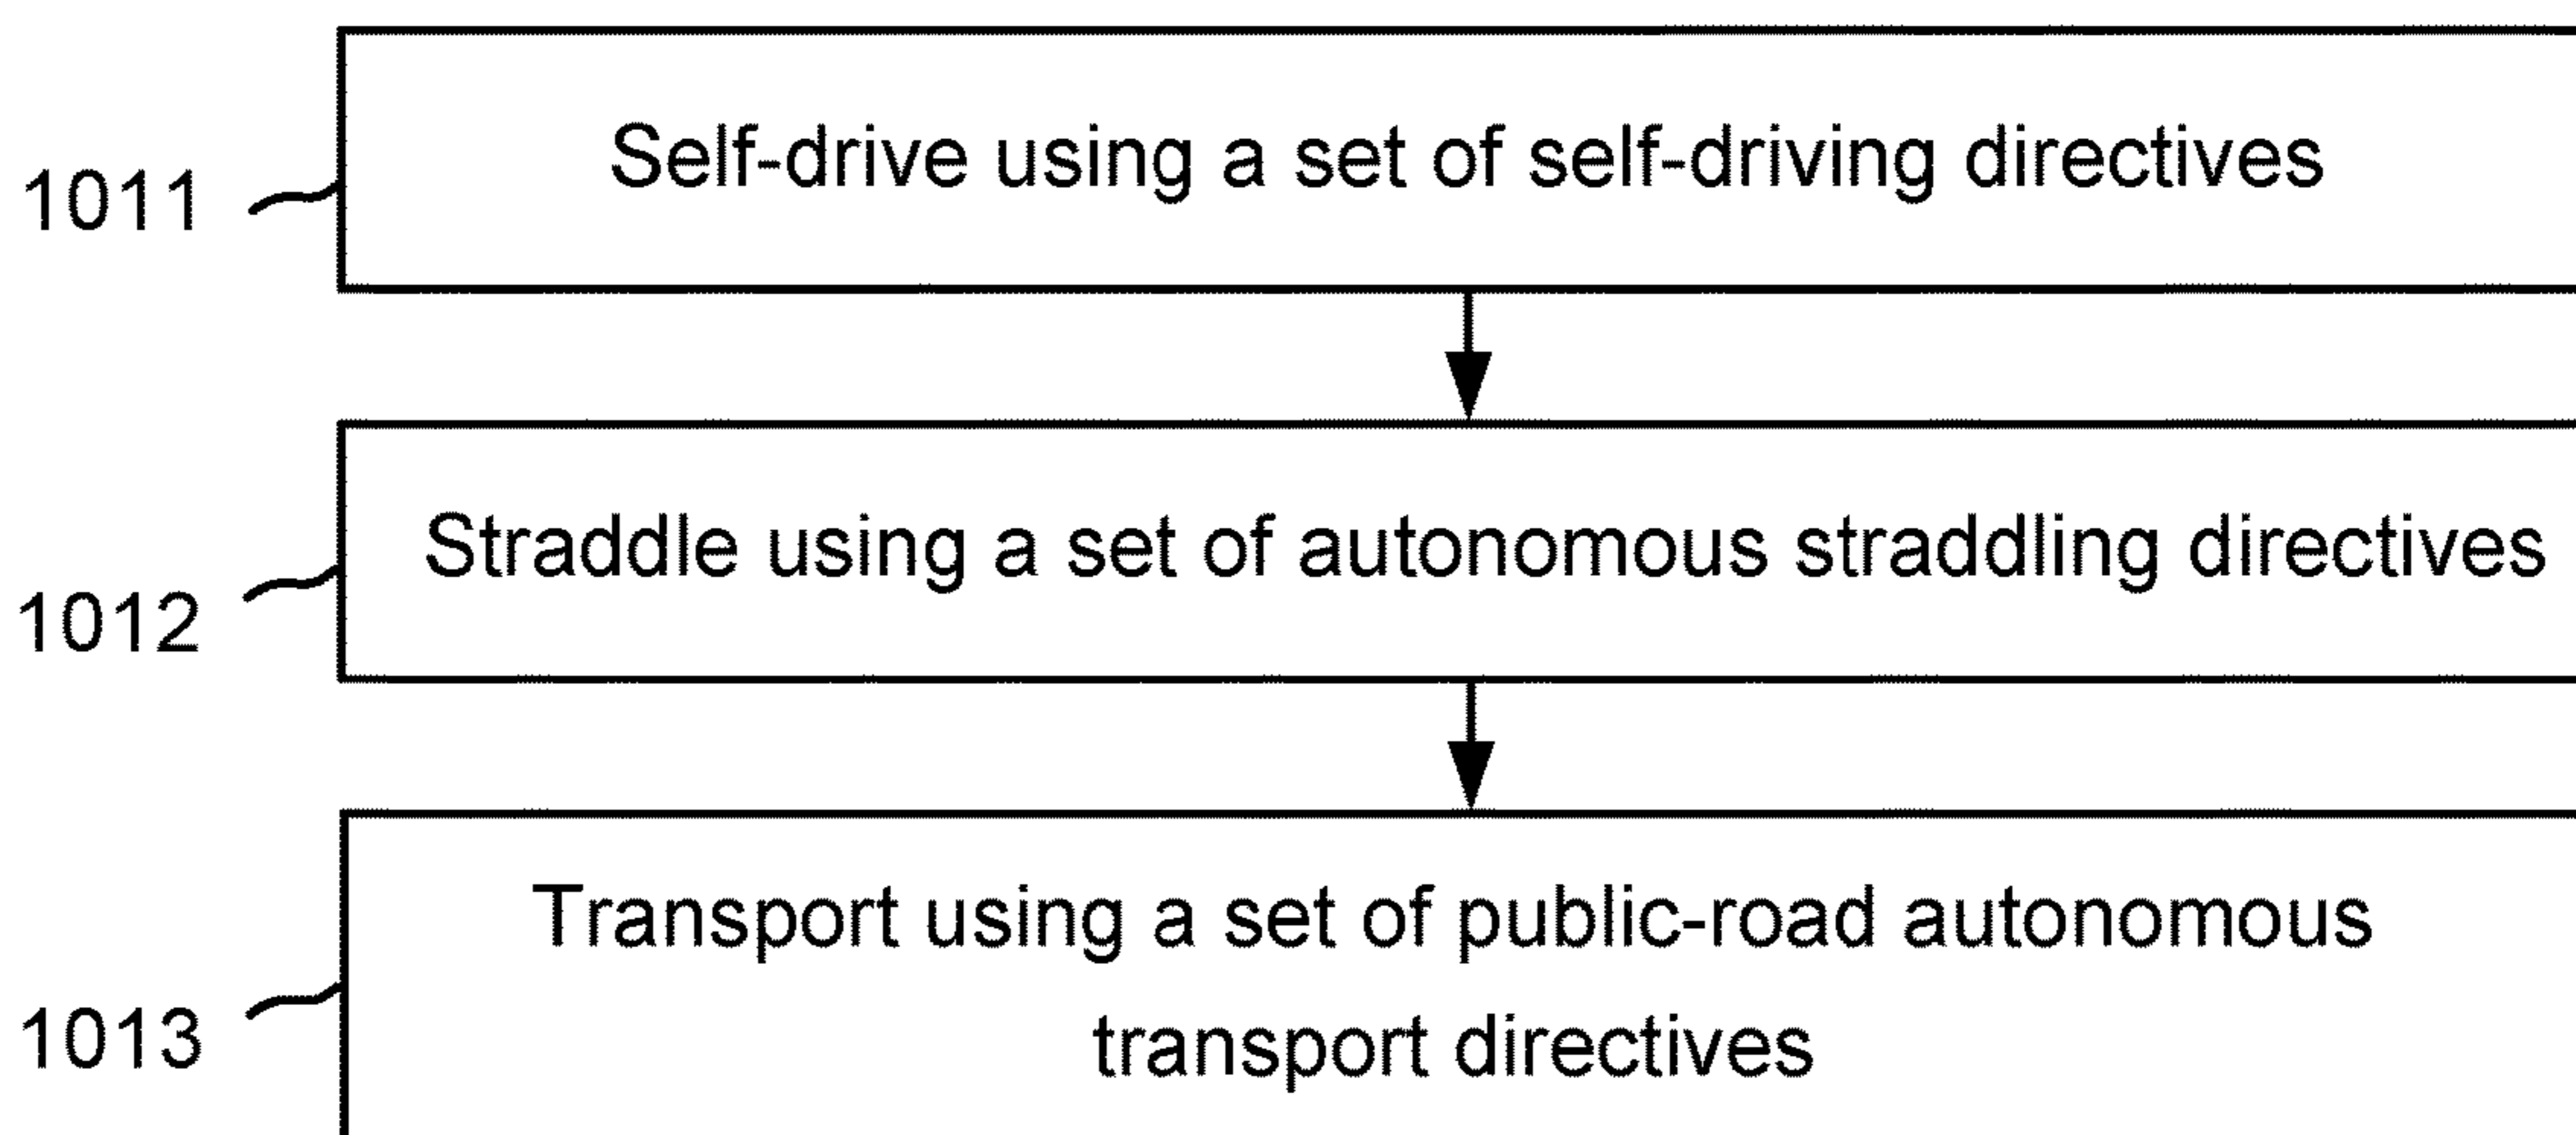 Self-drive using a set of self-driving directives
1011
Straddle using a set of autonomous straddling directives
1012
Transport using a set of public-road autonomous
transport directives
1013